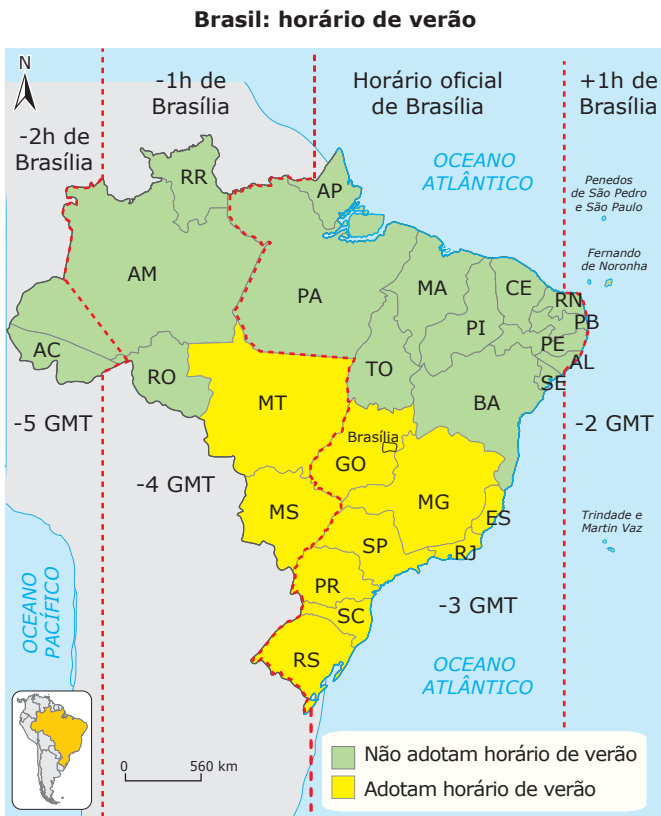 Brasil: horário de verão
N
-2h de
Brasília
-1h de
Brasília
Horário oficial
de Brasília
+1h de
Brasília
OCEANO
ATLÂNTICO
Penedos
de São Pedro
e São Paulo
Fernando
de Noronha
RR
AP
AM
PA
MA
CE
RN
PB
PI
PE
AL
SE
AC
RO
TO
BA
MT
Brasília
GO
-5 GMT
-4 GMT
-2 GMT
MG
ES
MS
SP
RJ
Trindade e
Martin Vaz
PR
SC
-3 GMT
RS
OCEANO
PACÍFICO
OCEANO
ATLÂNTICO
0 560 km
Não adotam horário de verão
Adotam horário de verão